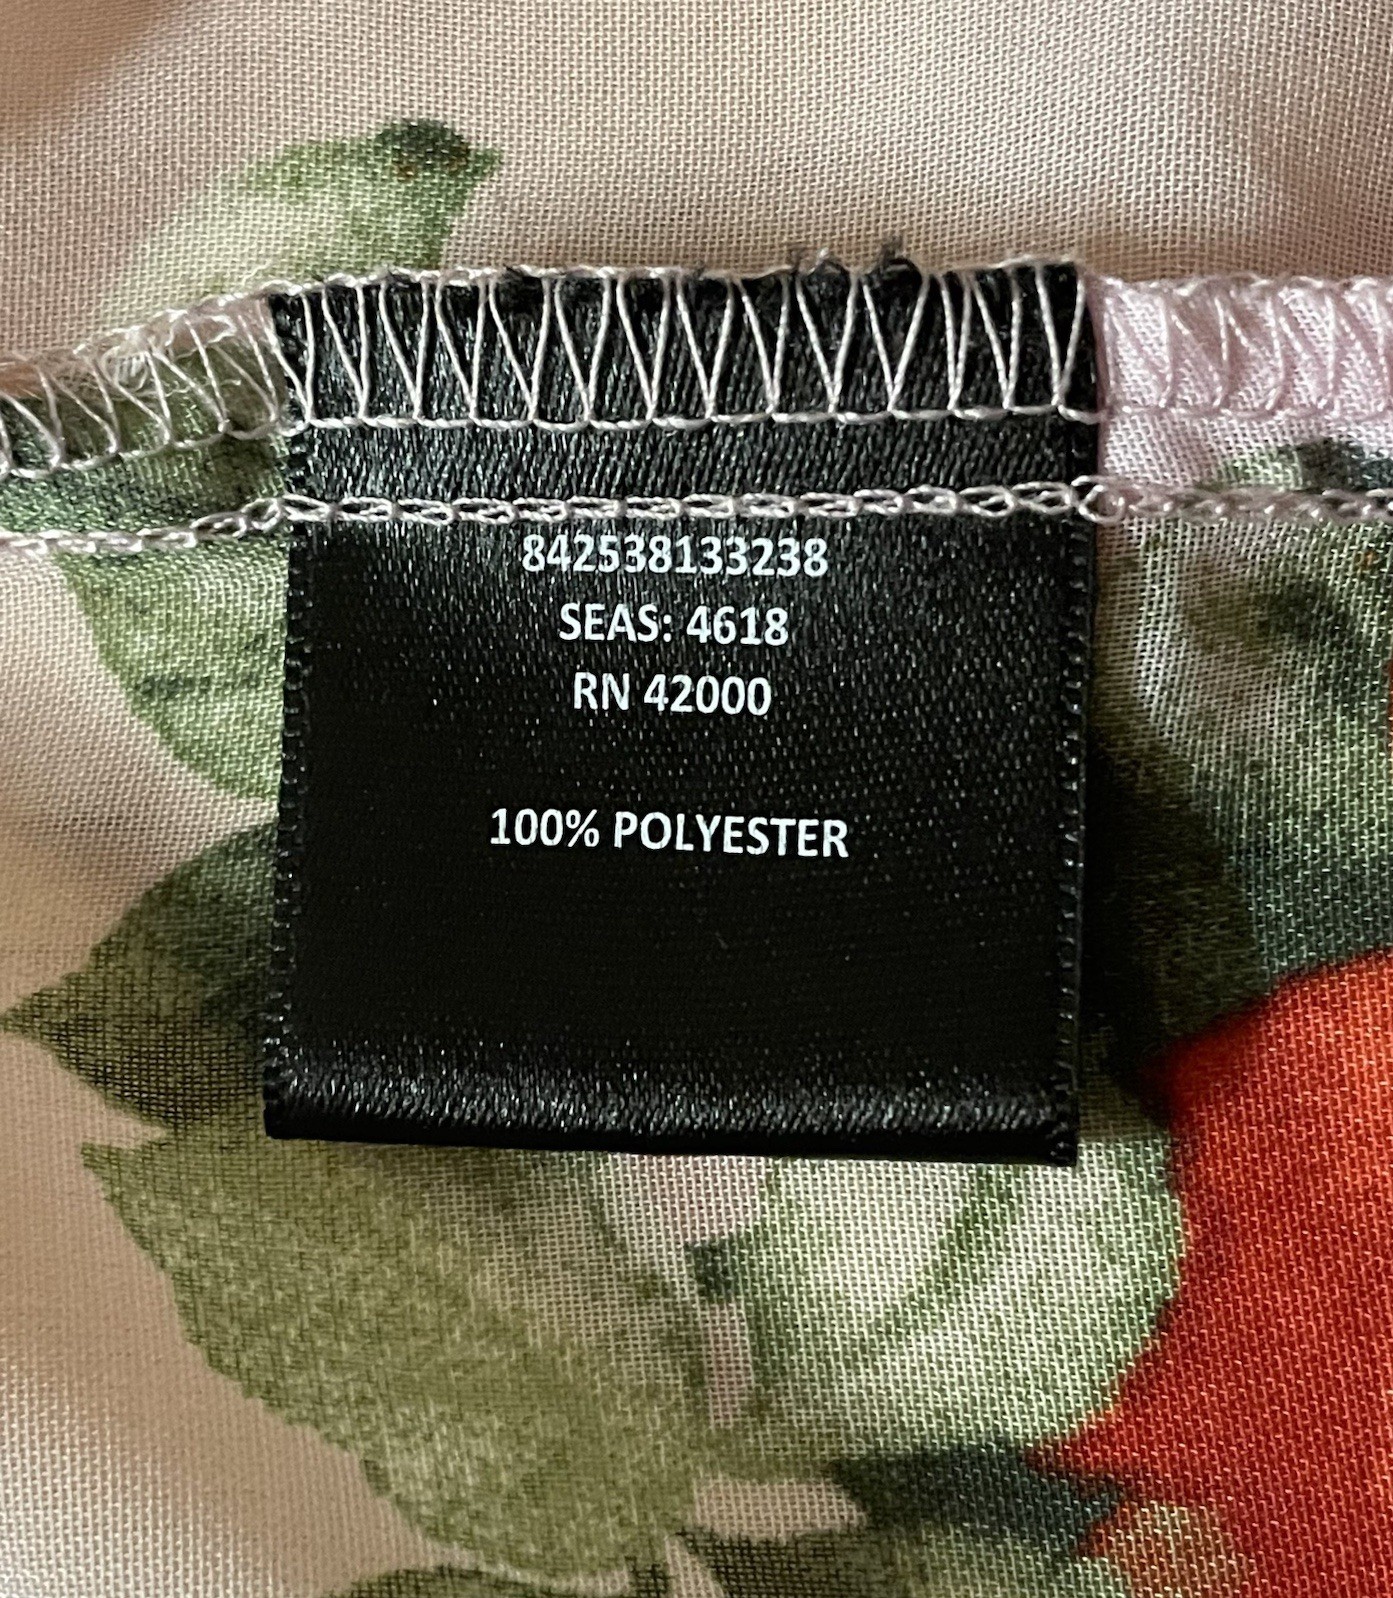 842538133238
SEAS: 4618
RN 42000
100% POLYESTER